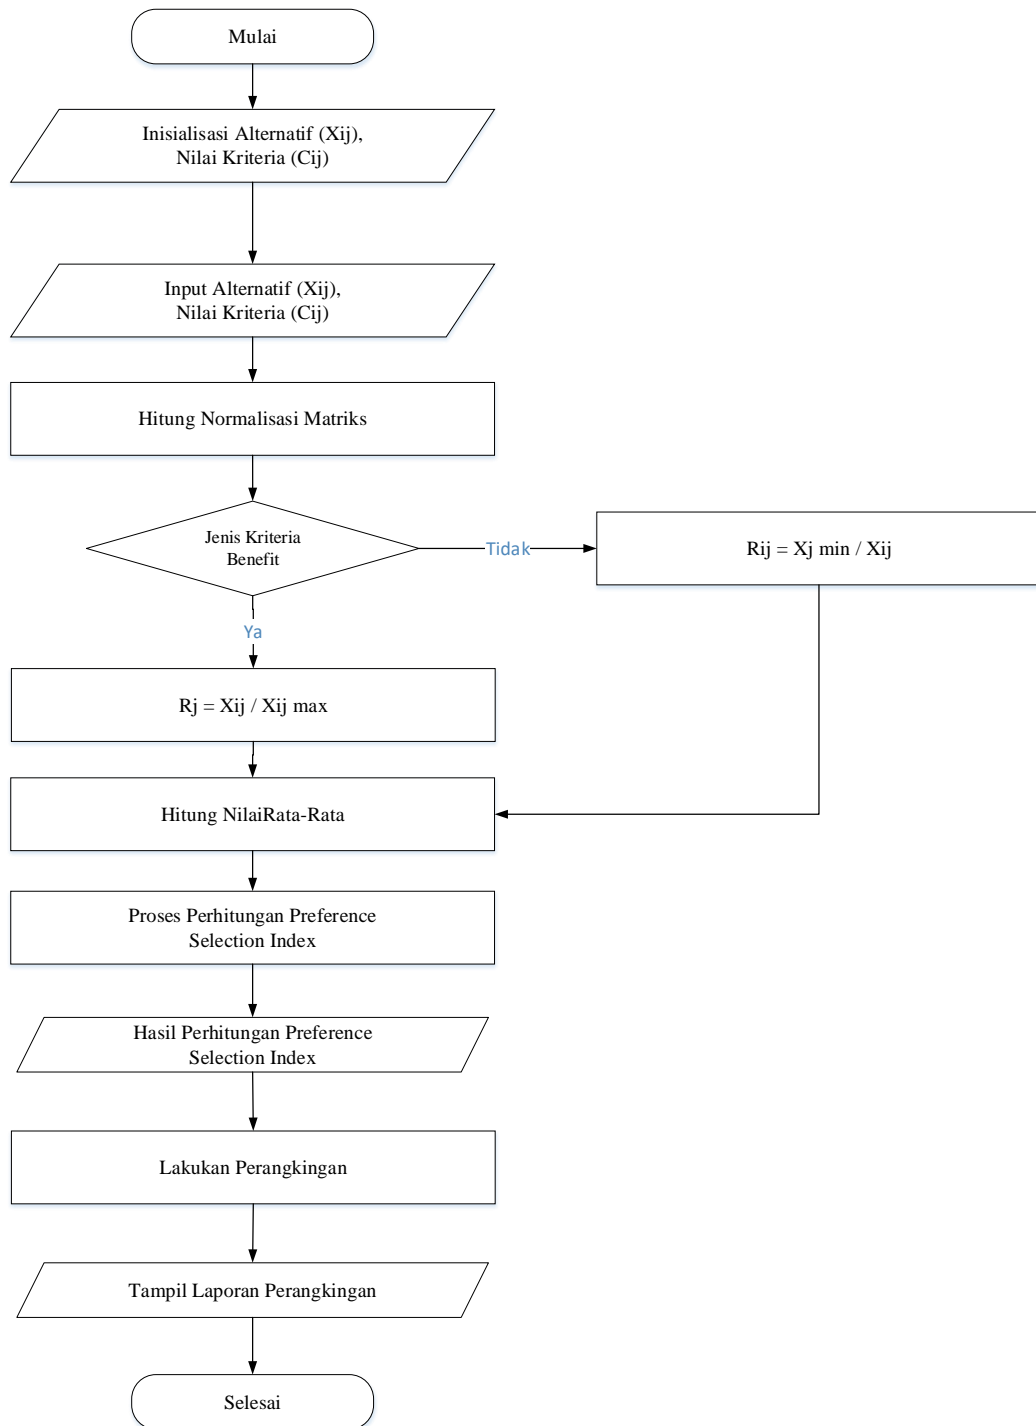 Mulai
Inisialisasi Alternatif (Xij),
Nilai Kriteria (Cij)
Input Alternatif (Xij),
Nilai Kriteria (Cij)
Hitung Normalisasi Matriks
Jenis Kriteria
Benefit
Tidak
Rij = Xj min / Xij
Ya
Rj = Xij / Xij max
Hitung NilaiRata-Rata
Proses Perhitungan Preference
Selection Index
Hasil Perhitungan Preference
Selection Index
Lakukan Perangkingan
Tampil Laporan Perangkingan
Selesai